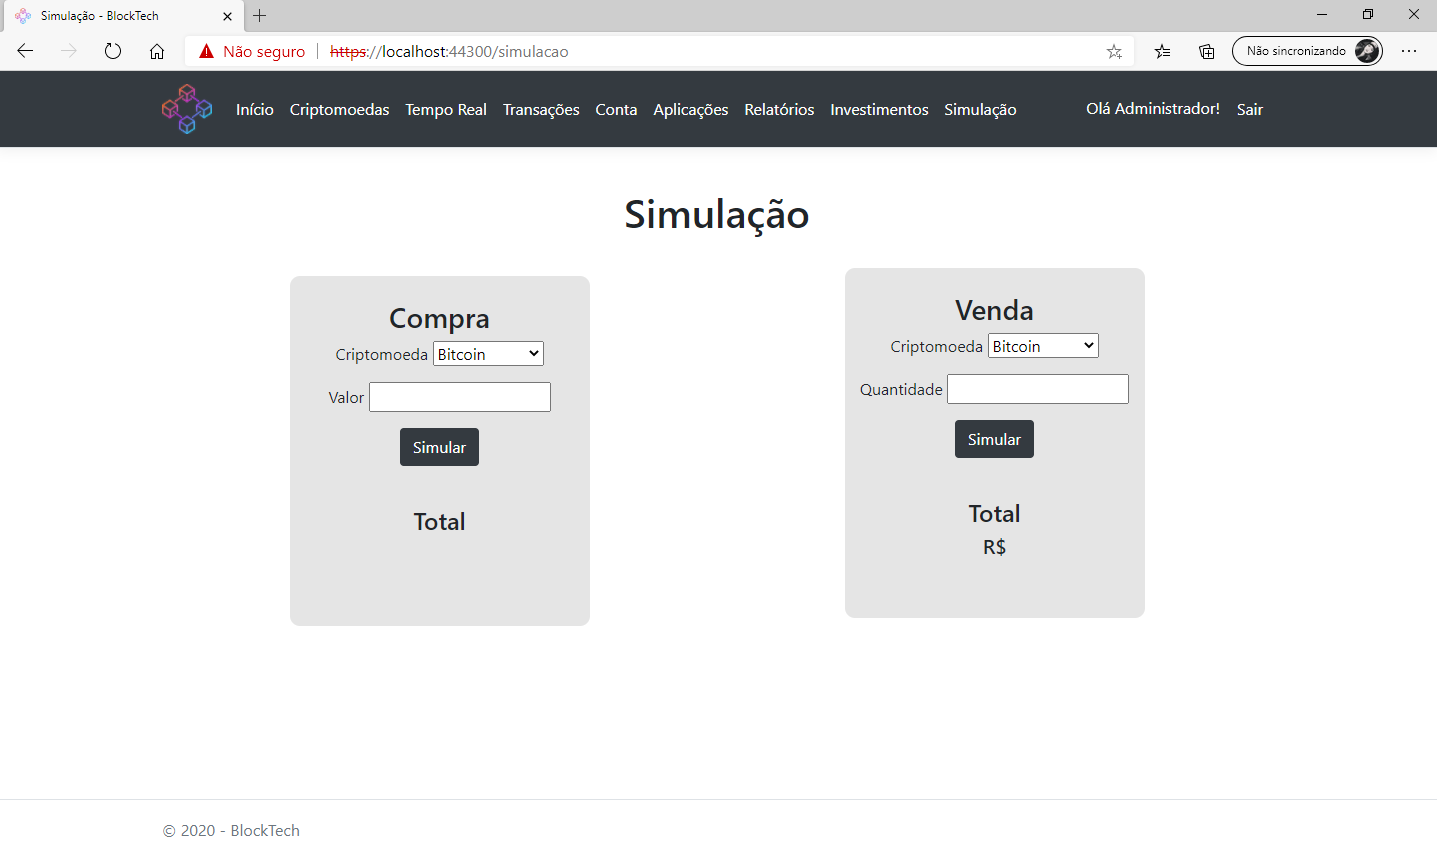 Simulação - BlockTech
Não seguro https://localhost:44300/simulacao Não sincronizando
Início Criptomoedas Tempo Real Transações Conta Aplicações Relatórios Investimentos Simulação Olá Administrador! Sair
Simulação
Compra
Criptomoeda Bitcoin
Valor
Simular
Total
Venda
Criptomoeda Bitcoin
Quantidade
Simular
Total
R$
© 2020 - BlockTech